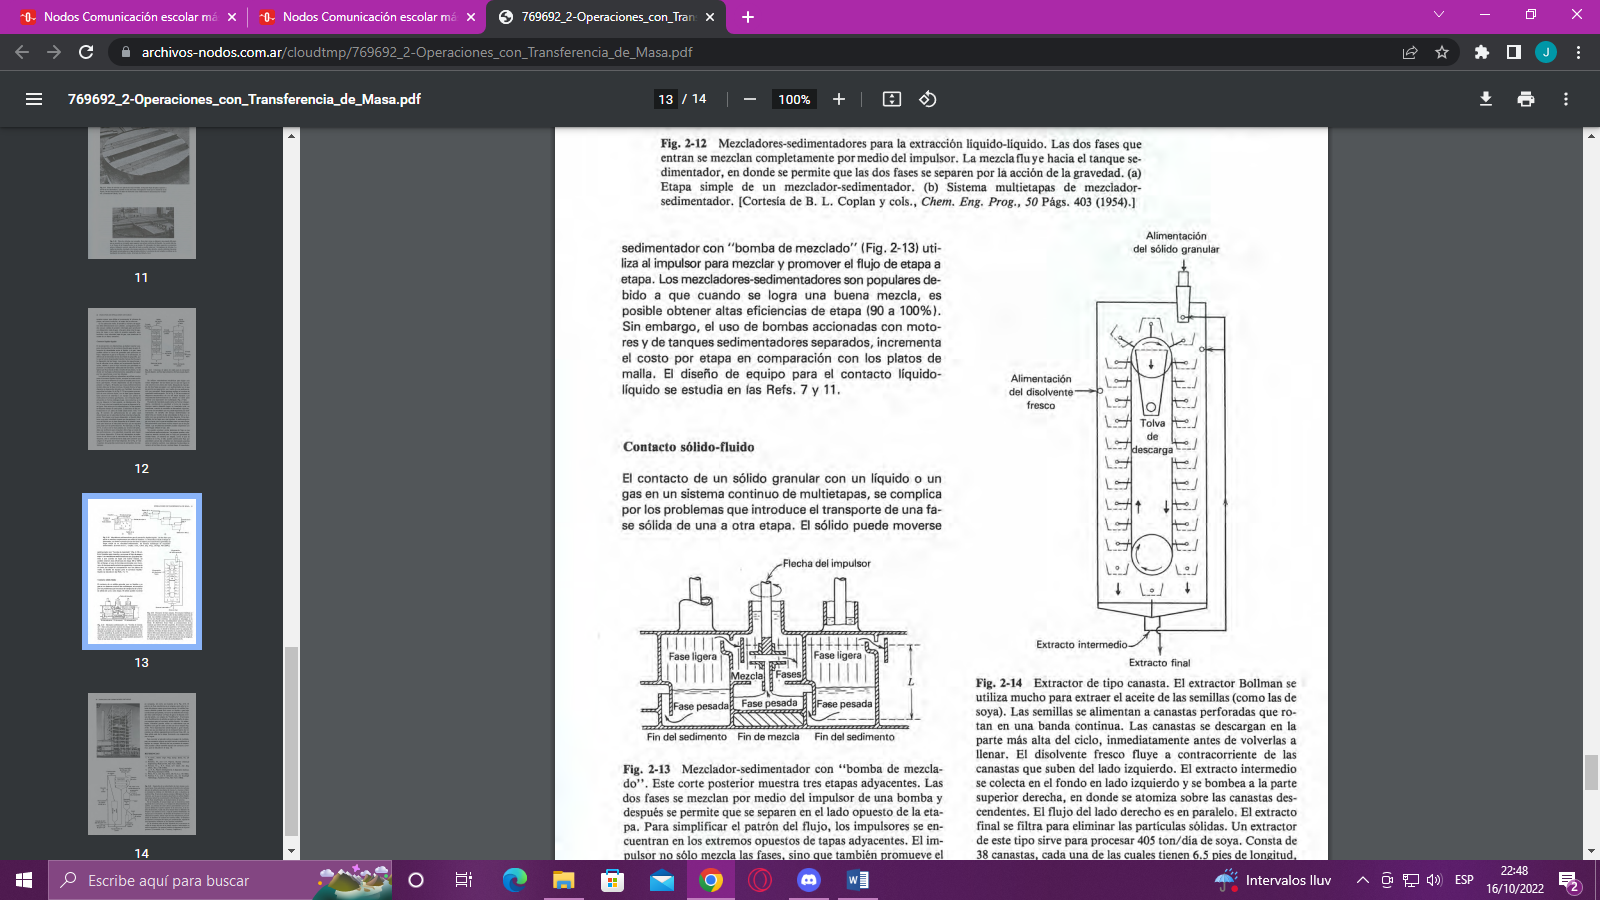 Nodos Comunicación escolar má
Nodos Comunicación escolar má
769692_2-Operaciones_con_Tran
archivos-nodos.com.ar/cloudtmp/769692_2-Operaciones_con_Transferencia_de_Masa.pdf
J
769692_2-Operaciones_con_Transferencia_de_Masa.pdf
13 / 14
100%
11
12
13
14
Fig. 2-12 Mezcladores-sedimentadores para la extracción líquido-líquido. Las dos fases que
entran se mezclan completamente por medio del impulsor. La mezcla fluye hacia el tanque se-
dimentador, en donde se permite que las dos fases se separen por la acción de la gravedad. (a)
Etapa simple de un mezclador-sedimentador. (b) Sistema multietapas de mezclador-
sedimentador. [Cortesía de B. L. Coplan y cols., Chem. Eng. Prog., 50 Págs. 403 (1954).]
sedimentador con "bomba de mezclado" (Fig. 2-13) uti-
liza al impulsor para mezclar y promover el flujo de etapa a
etapa. Los mezcladores-sedimentadores son populares de-
bido a que cuando se logra una buena mezcla, es
posible obtener altas eficiencias de etapa (90 a 100%).
Sin embargo, el uso de bombas accionadas con moto-
res y de tanques sedimentadores separados, incrementa
el costo por etapa en comparación con los platos de
malla. El diseño de equipo para el contacto líquido-
líquido se estudia en las Refs. 7 y 11.
Contacto sólido-fluido
El contacto de un sólido granular con un líquido o un
gas en un sistema continuo de multietapas, se complica
por los problemas que introduce el transporte de una fa-
se sólida de una a otra etapa. El sólido puede moverse
Flecha del impulsor
Fase ligera
Fase ligera
Mezcla
Fases
L
Fase pesada
Fase pesada
Fase pesada
Fin del sedimento
Fin de mezcla
Fin del sedimento
Fig. 2-13 Mezclador-sedimentador con "bomba de mezcla-
do". Este corte posterior muestra tres etapas adyacentes. Las
dos fases se mezclan por medio del impulsor de una bomba y
después se permite que se separen en el lado opuesto de la eta-
pa. Para simplificar el patrón del flujo, los impulsores se en-
cuentran en los extremos opuestos de tapas adyacentes. El im-
pulsor no sólo mezcla las fases, sino que también promueve el
Alimentación
del sólido granular
Alimentación
del disolvente
fresco
Tolva
de
descarga
Extracto intermedio
Extracto final
Fig. 2-14 Extractor de tipo canasta. El extractor Bollman se
utiliza mucho para extraer el aceite de las semillas (como las de
soya). Las semillas se alimentan a canastas perforadas que ro-
tan en una banda continua. Las canastas se descargan en la
parte más alta del ciclo, inmediatamente antes de volverlas a
llenar. El disolvente fresco fluye a contracorriente de las
canastas que suben del lado izquierdo. El extracto intermedio
se colecta en el fondo en lado izquierdo y se bombea a la parte
superior derecha, en donde se atomiza sobre las canastas des-
cendentes. El flujo del lado derecho es en paralelo. El extracto
final se filtra para eliminar las partículas sólidas. Un extractor
de este tipo sirve para procesar 405 ton/día de soya. Consta de
38 canastas, cada una de las cuales tienen 6.5 pies de longitud,
Escribe aquí para buscar
Intervalos lluv
ESP
22:48
16/10/2022
2